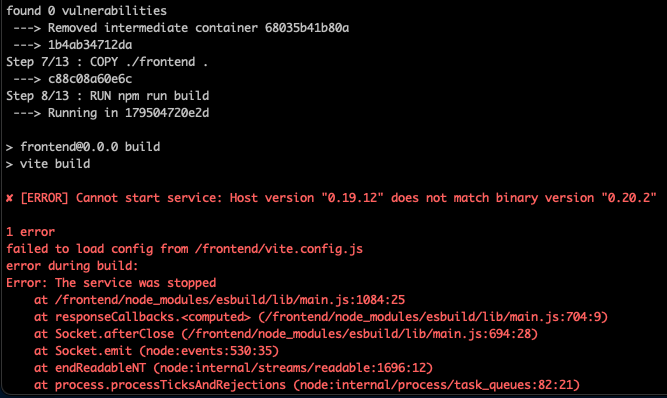 found 0 vulnerabilities
 ---> Removed intermediate container 68035b41b80a
 ---> 1b4ab34712da
Step 7/13 : COPY ./frontend .
 ---> c88c08a60e6c
Step 8/13 : RUN npm run build
 ---> Running in 179504720e2d

> frontend@0.0.0 build
> vite build

✘ [ERROR] Cannot start service: Host version "0.19.12" does not match binary version "0.20.2"

1 error
failed to load config from /frontend/vite.config.js
error during build:
Error: The service was stopped
    at /frontend/node_modules/esbuild/lib/main.js:1084:25
    at responseCallbacks.<computed> (/frontend/node_modules/esbuild/lib/main.js:704:9)
    at Socket.afterClose (/frontend/node_modules/esbuild/lib/main.js:694:28)
    at Socket.emit (node:events:530:35)
    at endReadableNT (node:internal/streams/readable:1696:12)
    at process.processTicksAndRejections (node:internal/process/task_queues:82:21)